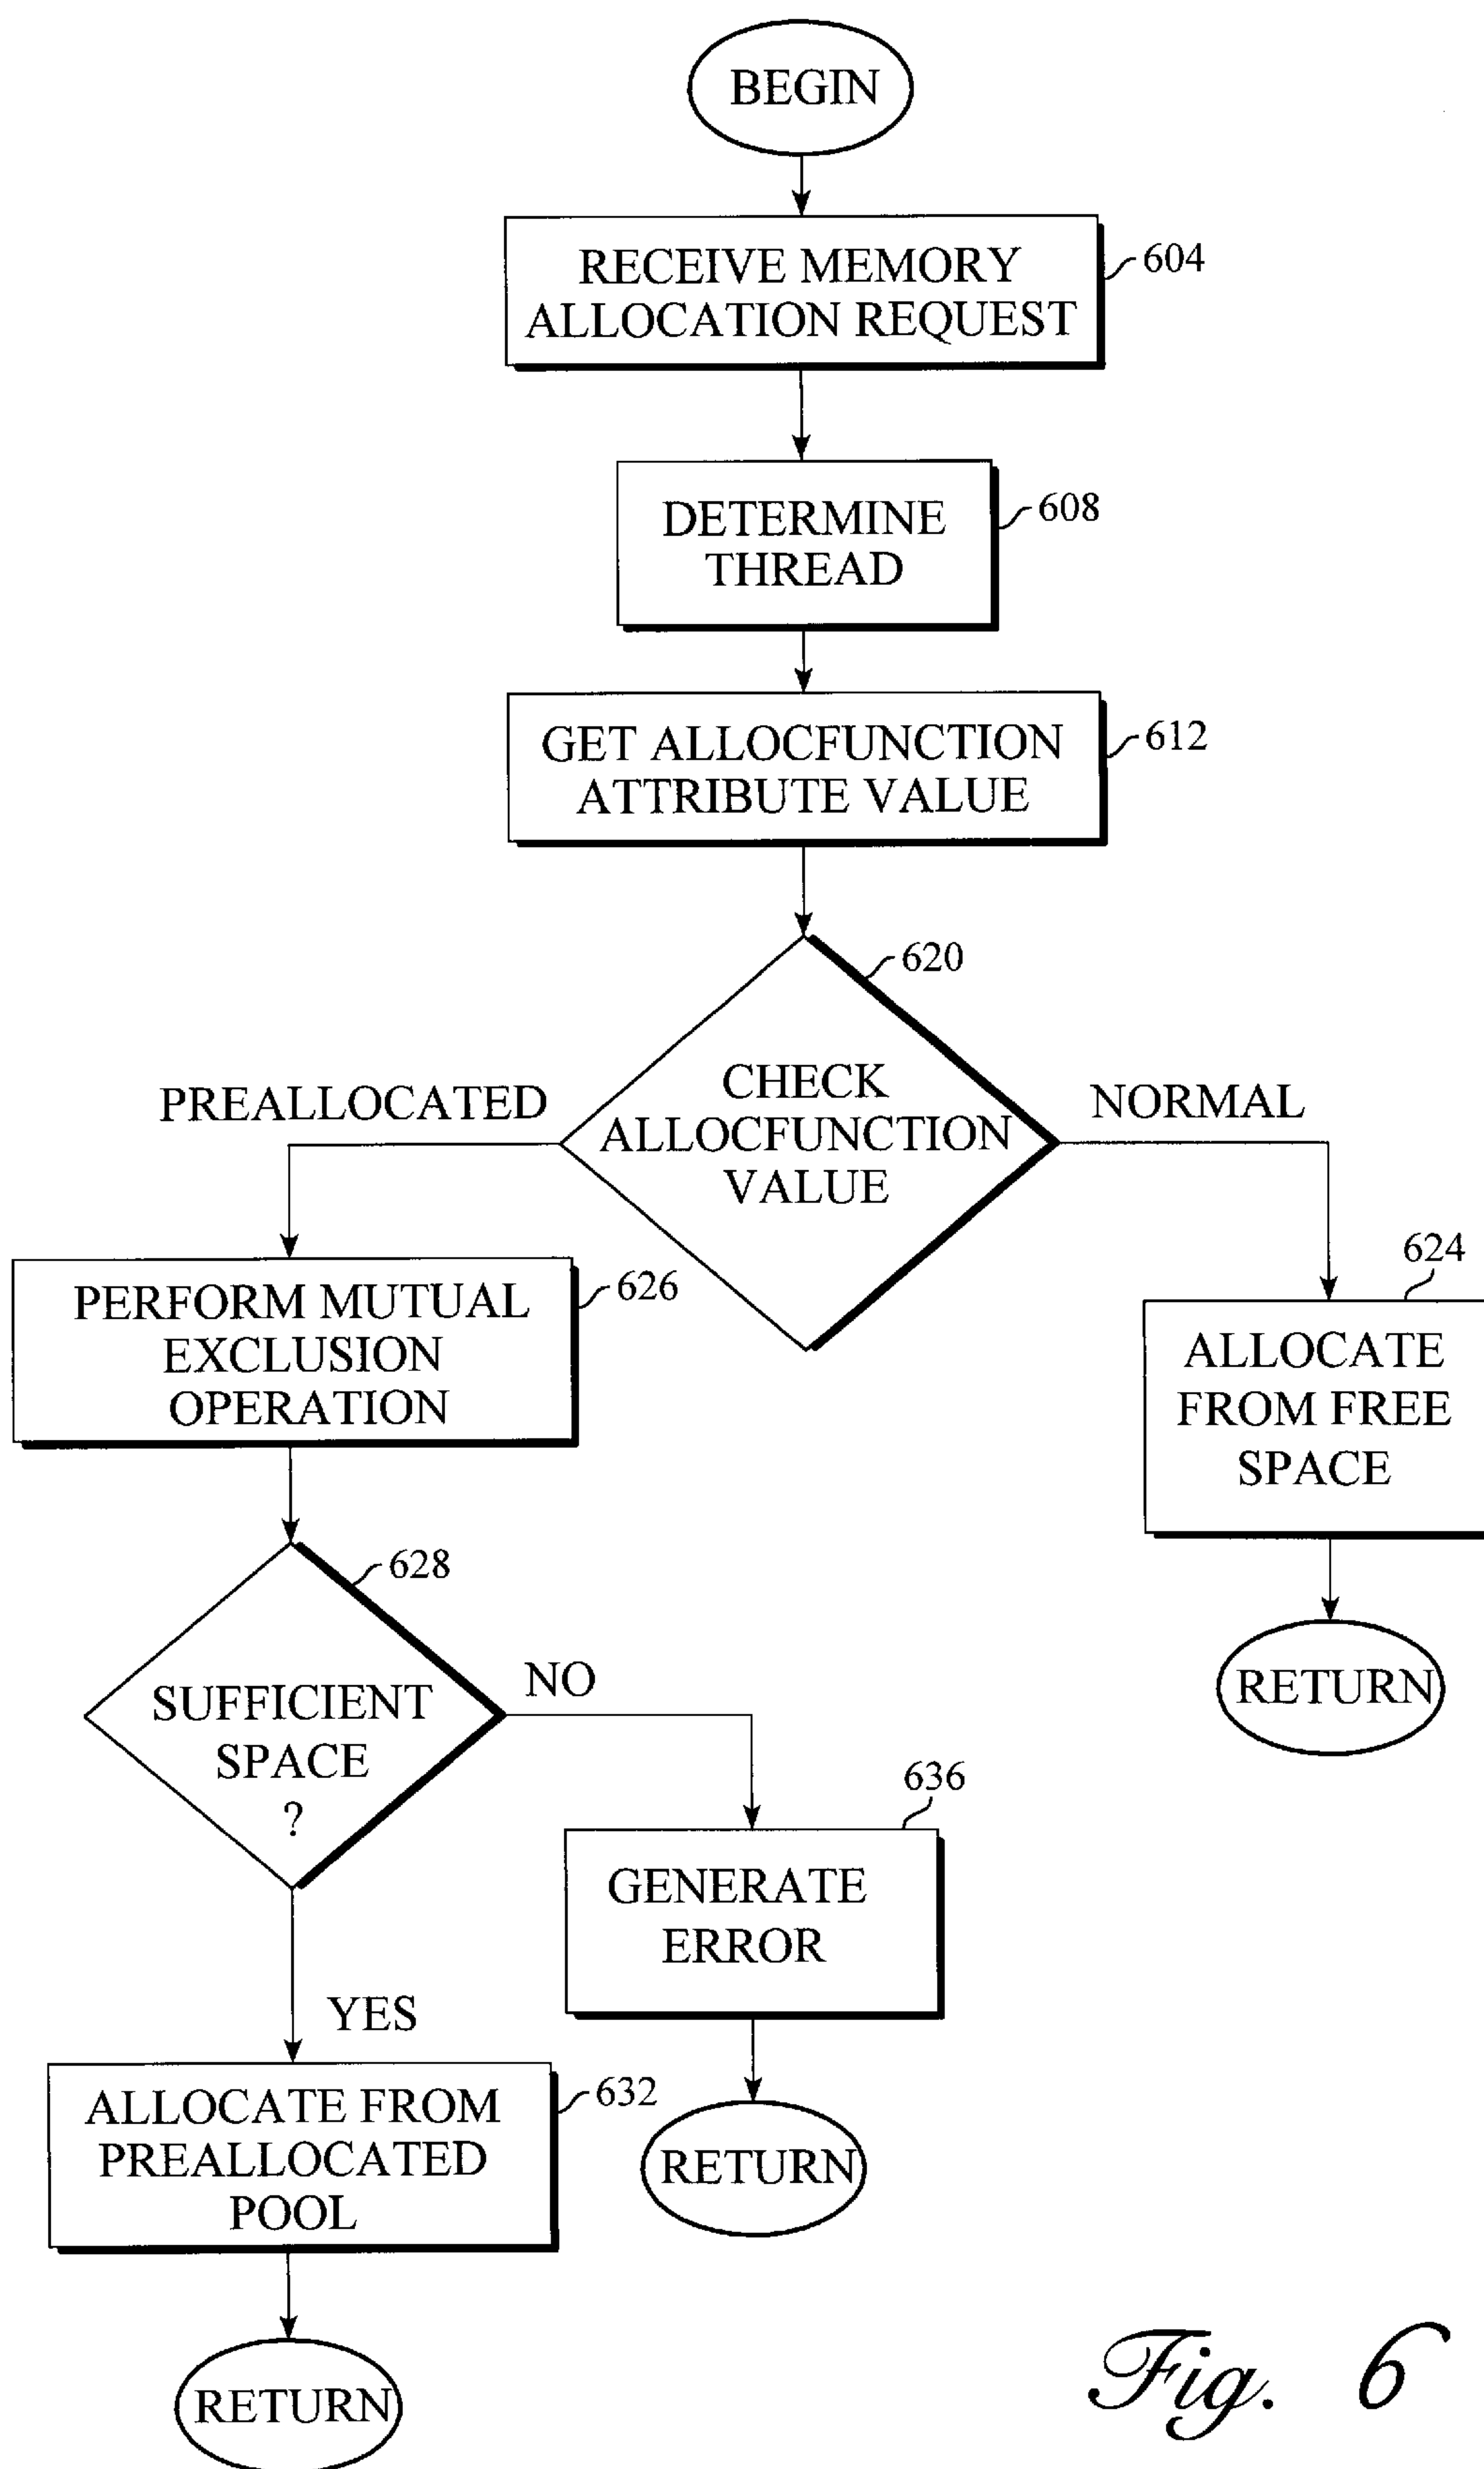 BEGIN
RECEIVE MEMORY
ALLOCATION REQUEST
604
DETERMINE
THREAD
608
GET ALLOCFUNCTION
ATTRIBUTE VALUE
612
620
CHECK
ALLOCFUNCTION
VALUE
PREALLOCATED
NORMAL
PERFORM MUTUAL
EXCLUSION
OPERATION
626
624
ALLOCATE
FROM FREE
SPACE
RETURN
628
SUFFICIENT
SPACE
?
NO
636
GENERATE
ERROR
RETURN
YES
ALLOCATE FROM
PREALLOCATED
POOL
632
RETURN
Fig. 6